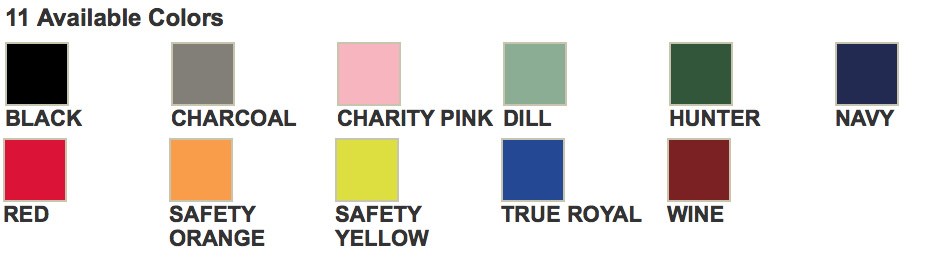 11 Available Colors
BLACK CHARCOAL CHARITY PINK DILL HUNTER NAVY
RED SAFETY ORANGE SAFETY YELLOW TRUE ROYAL WINE